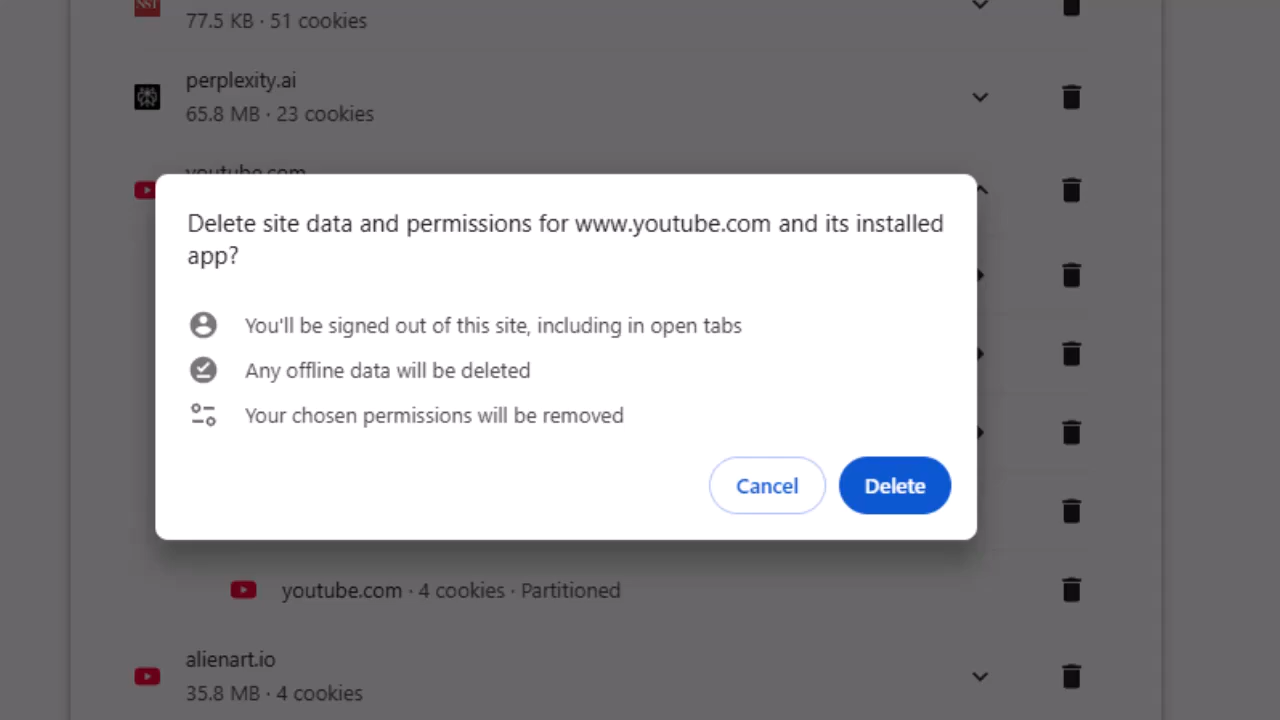 77.5 KB · 51 cookies
perplexity.ai
65.8 MB · 23 cookies
youtube.com
Delete site data and permissions for www.youtube.com and its installed
app?
You'll be signed out of this site, including in open tabs
Any offline data will be deleted
Your chosen permissions will be removed
Cancel
Delete
youtube.com · 4 cookies · Partitioned
alienart.io
35.8 MB · 4 cookies